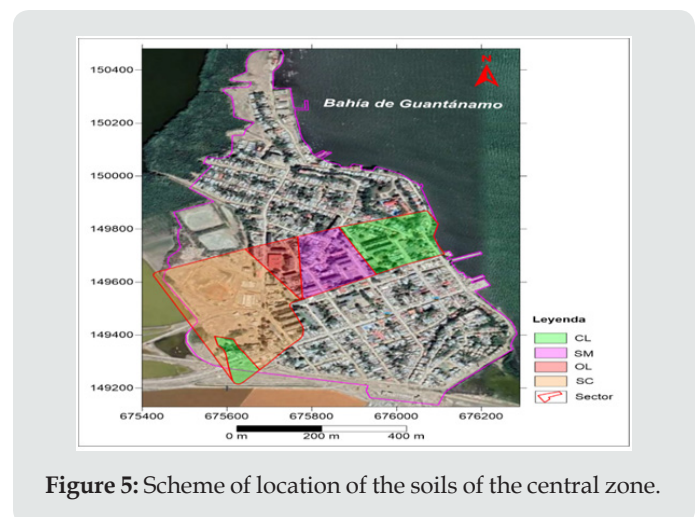 N
Bahía de Guantánamo
150400
150200
150000
149800
149600
149400
149200
675400 675600 675800 676000 676200
0 m 200 m 400 m
Leyenda
CL
SM
OL
SC
Sector
Figure 5: Scheme of location of the soils of the central zone.